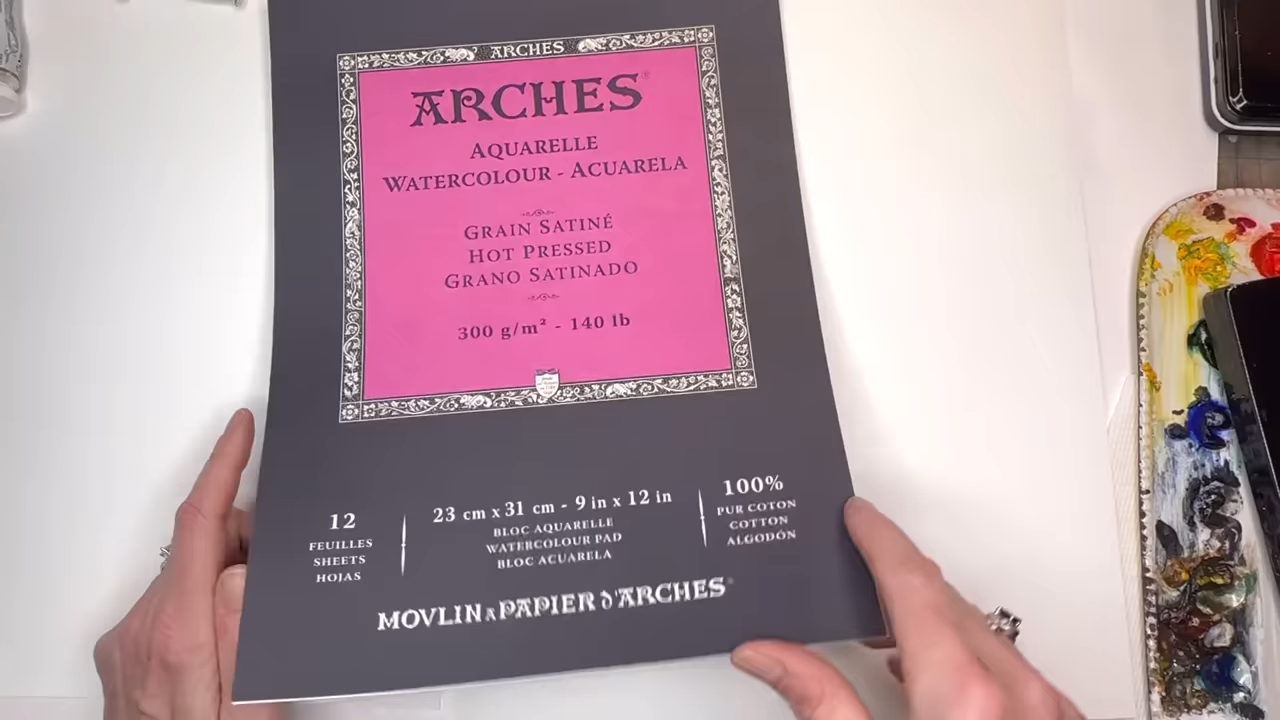 ARCHES
ARCHES®
AQUARELLE
WATERCOLOUR - ACUARELA
GRAIN SATINÉ
HOT PRESSED
GRANO SATINADO
300 g/m² - 140 lb
12
FEUILLES
SHEETS
HOJAS
23 cm x 31 cm - 9 in x 12 in
BLOC AQUARELLE
WATERCOLOUR PAD
BLOC ACUARELA
100%
PUR COTON
COTTON
ALGODÓN
MOVLIN A PAPIER d'ARCHES®